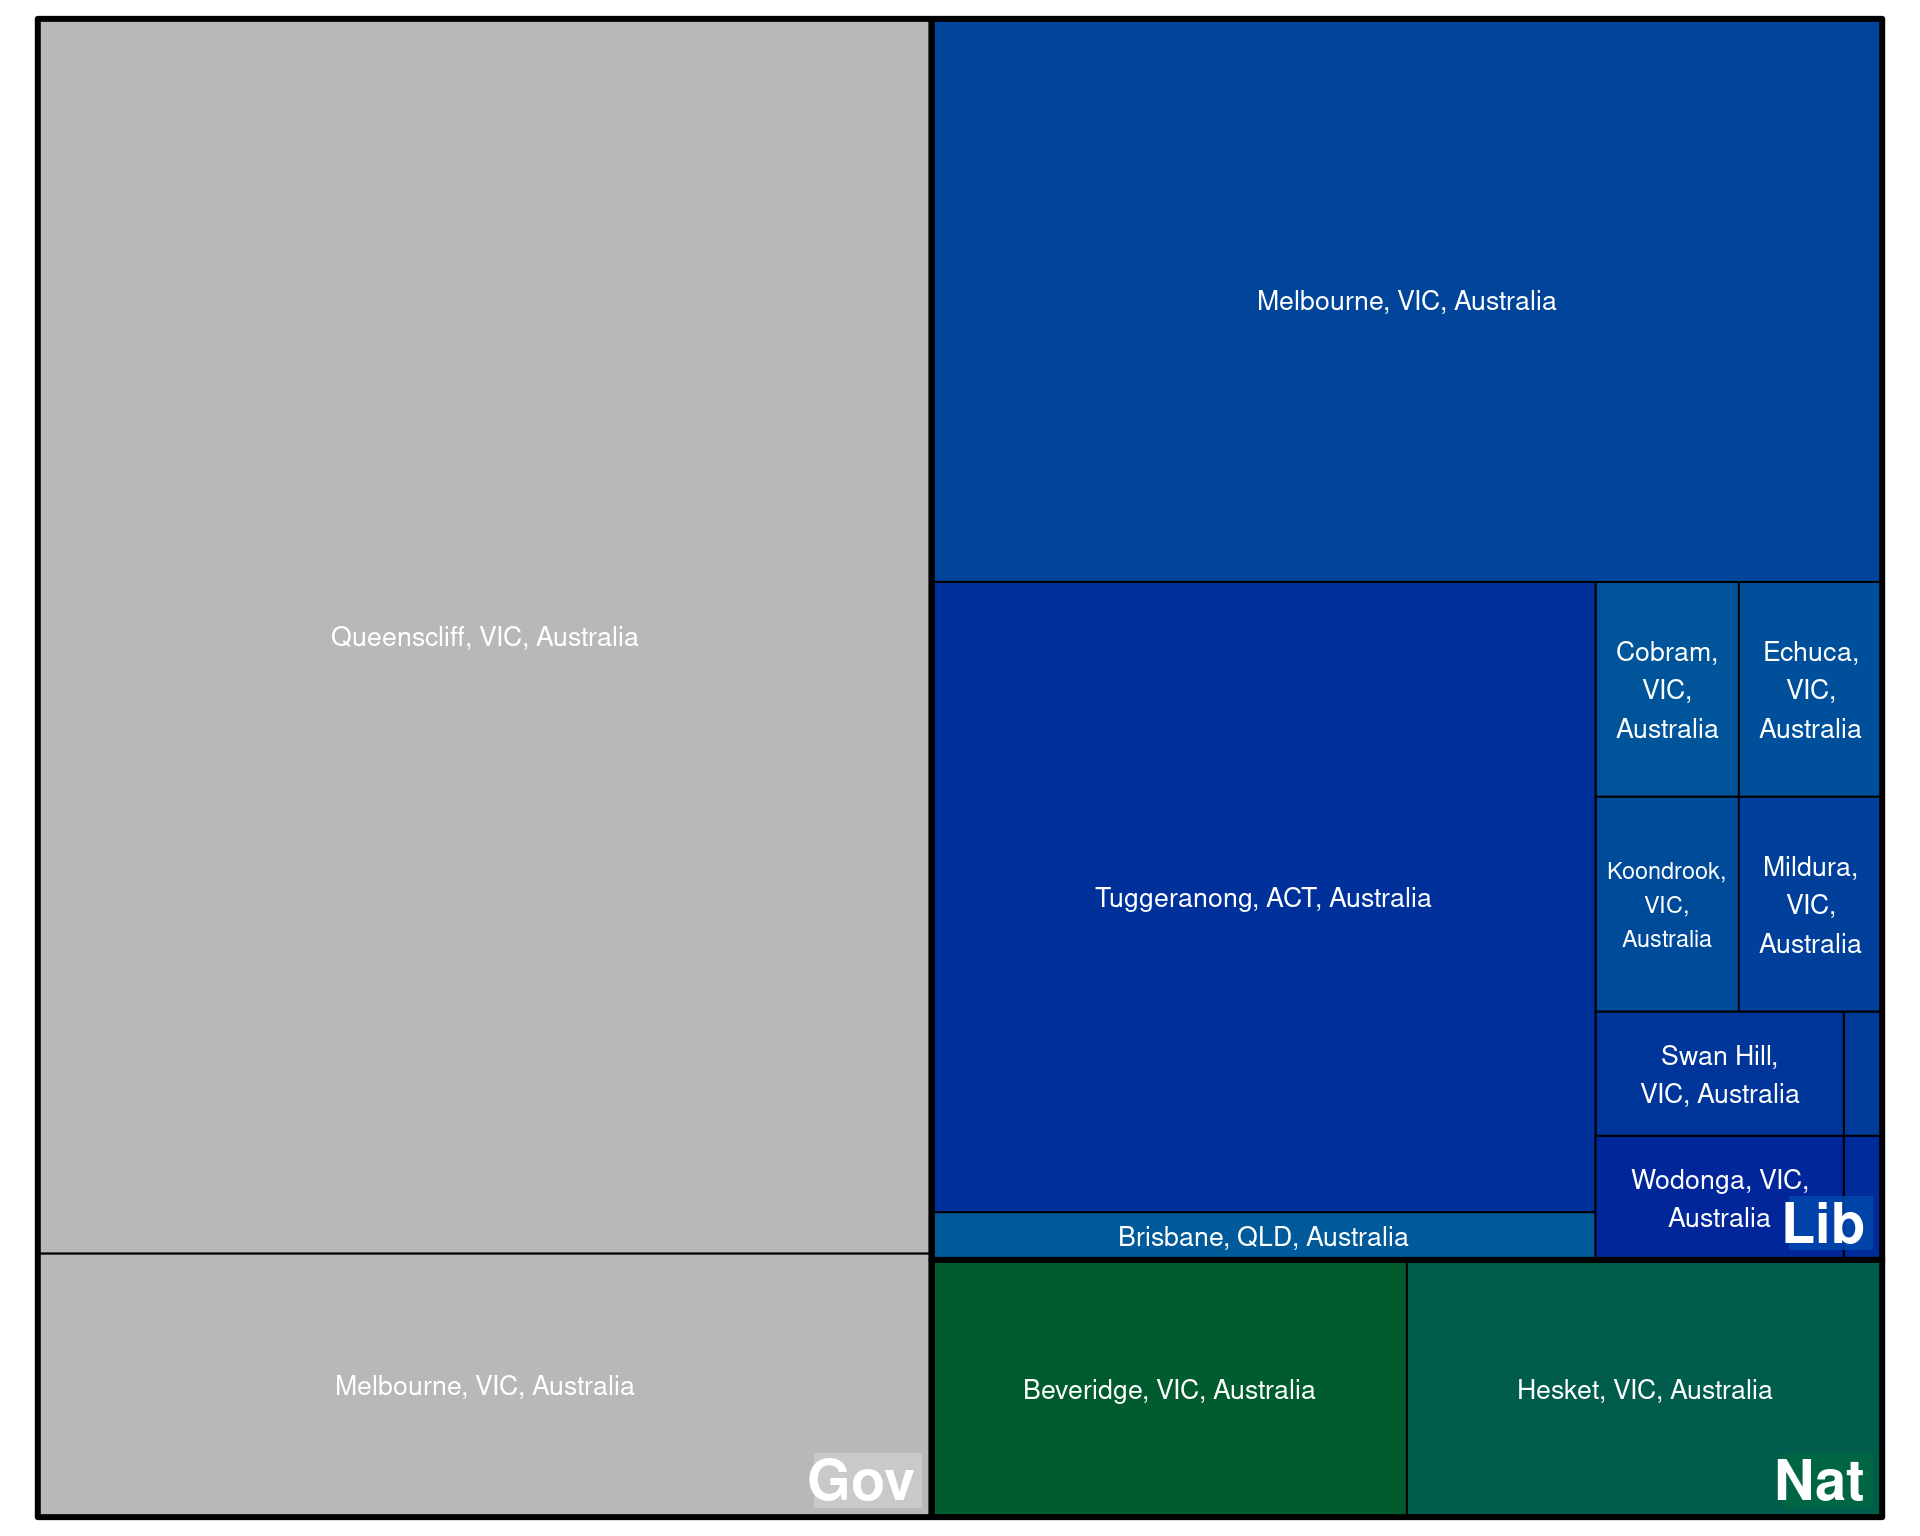 Queenscliff, VIC, Australia
Melbourne, VIC, Australia
Gov
Melbourne, VIC, Australia
Tuggeranong, ACT, Australia
Cobram,
VIC,
Australia
Echuca,
VIC,
Australia
Koondrook,
VIC,
Australia
Mildura,
VIC,
Australia
Swan Hill,
VIC, Australia
Wodonga, VIC,
Australia
Lib
Brisbane, QLD, Australia
Beveridge, VIC, Australia
Hesket, VIC, Australia
Nat